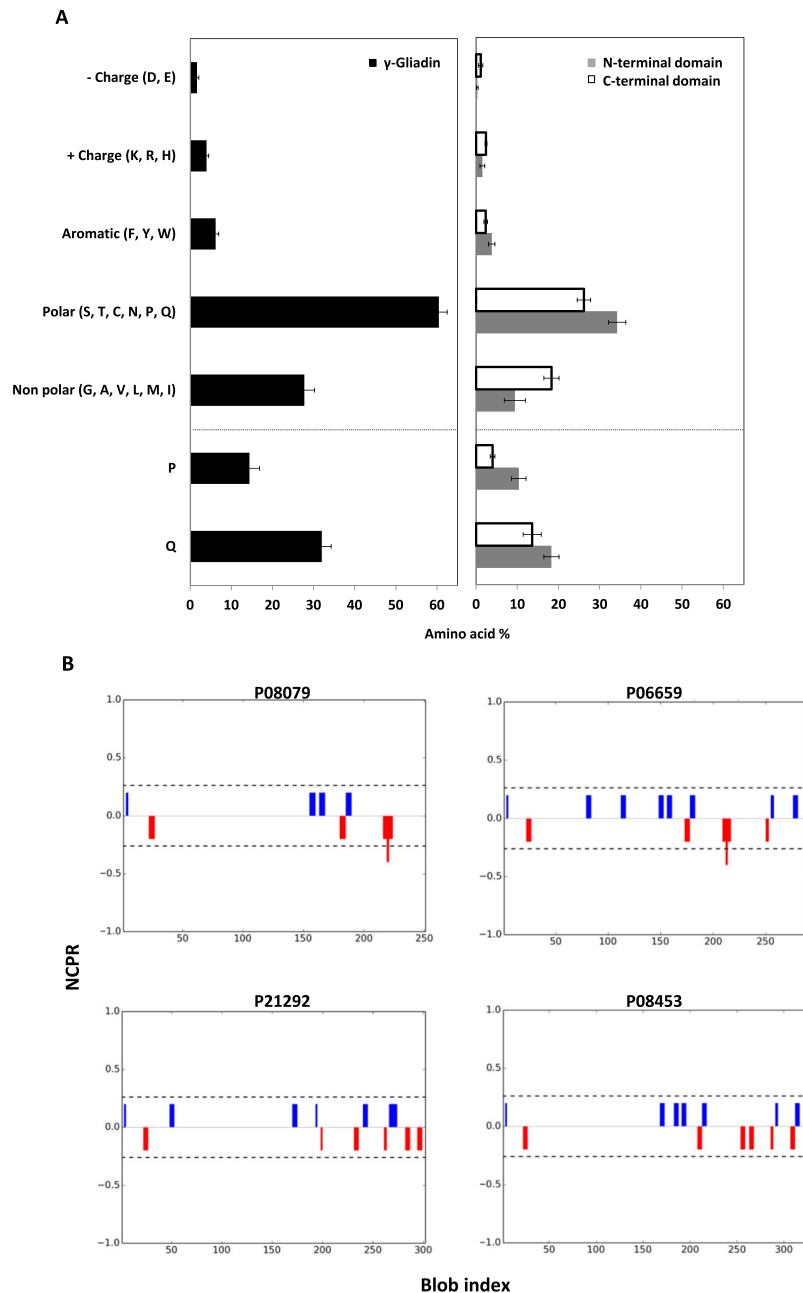 A
γ-Gliadin
N-terminal domain
C-terminal domain
- Charge (D, E)
+ Charge (K, R, H)
Aromatic (F, Y, W)
Polar (S, T, C, N, P, Q)
Non polar (G, A, V, L, M, I)
P
Q
0 10 20 30 40 50 60
0 10 20 30 40 50 60
Amino acid %
B
NCPR
P08079
1.0
0.5
0.0
−0.5
−1.0
50 100 150 200 250
P06659
1.0
0.5
0.0
−0.5
−1.0
50 100 150 200 250
P21292
1.0
0.5
0.0
−0.5
−1.0
50 100 150 200 250 300
P08453
1.0
0.5
0.0
−0.5
−1.0
50 100 150 200 250 300
Blob index